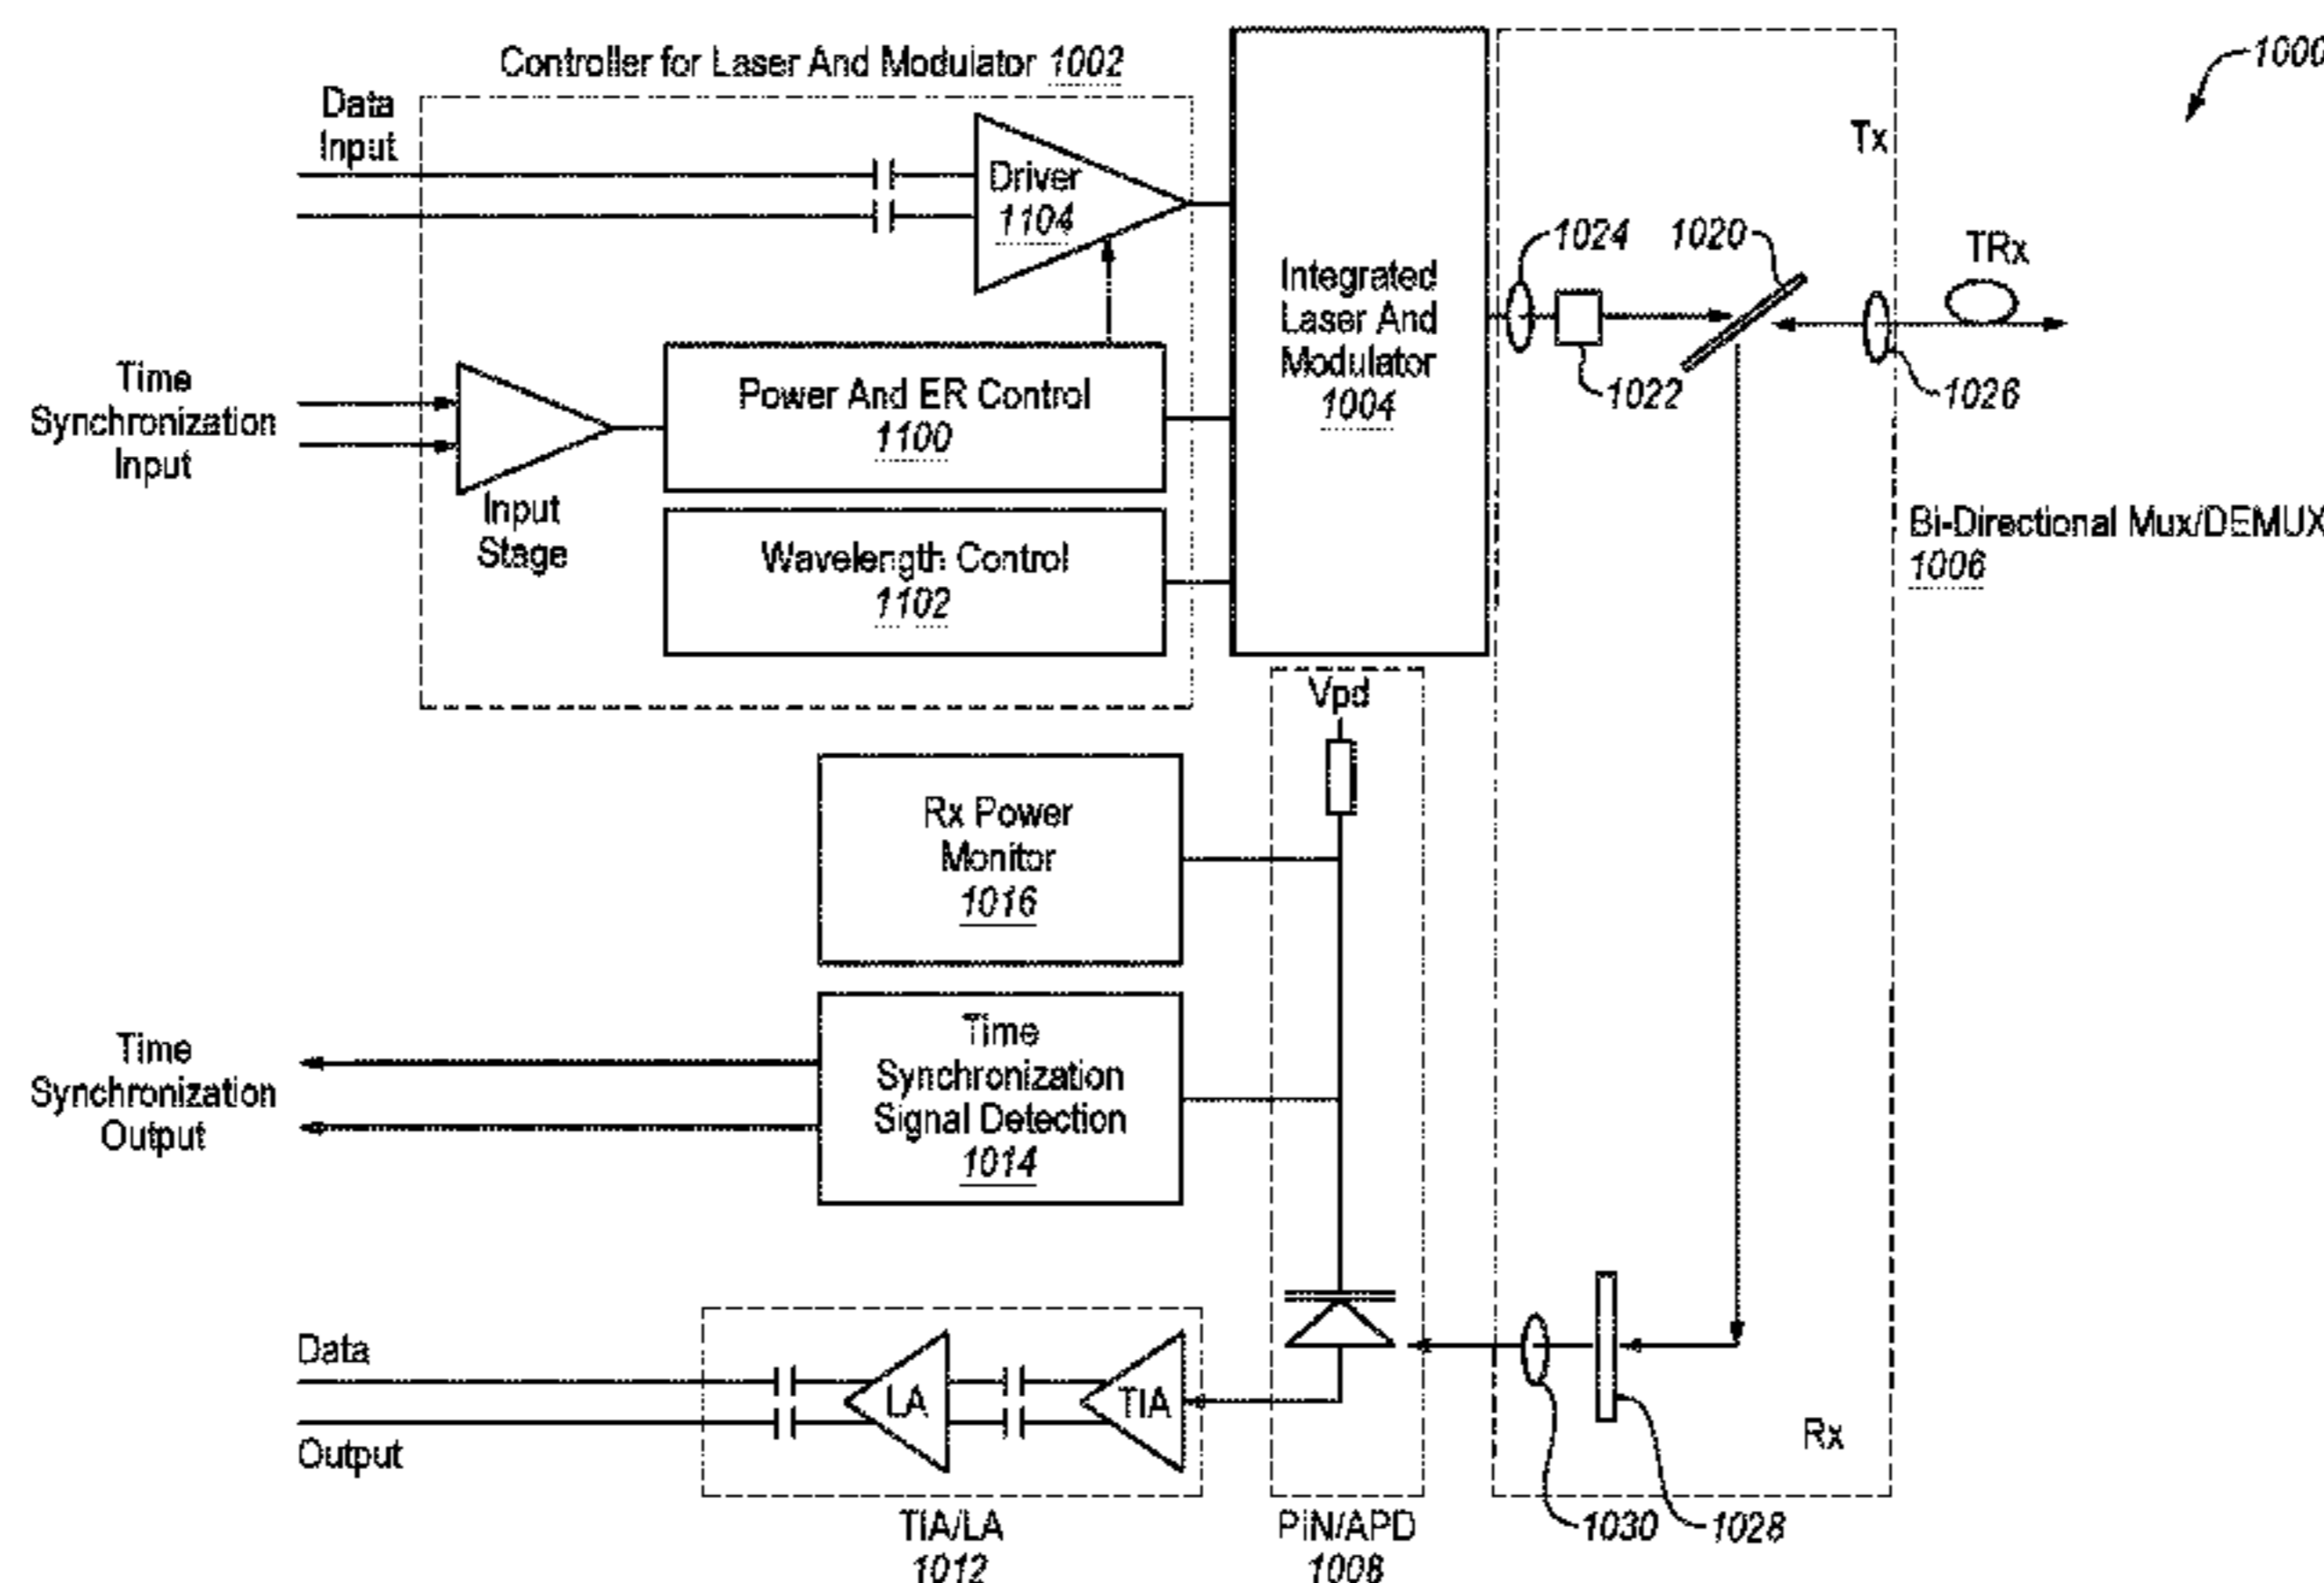 Controller for Laser And Modulator 1002
1000
Data
Input
Tx
Driver
1104
1024
1020
TRx
Integrated
Laser And
Modulator
1004
Time
Synchronization
Input
Power And ER Control
1100
1022
1026
Input
Stage
Wavelength Control
1102
Bi-Directional Mux/DEMUX
1006
Vpd
Rx Power
Monitor
1016
Time
Synchronization
Output
Time
Synchronization
Signal Detection
1014
Data
LA
TIA
Output
Rx
TIA/LA
1012
PiN/APD
1008
1030
1028